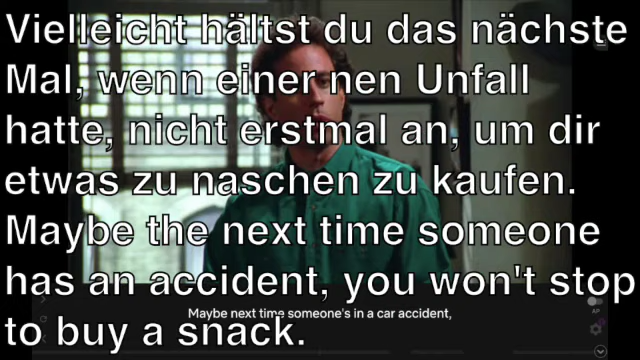 Vielleicht hältst du das nächste
Mal, wenn einer nen Unfall
hatte, nicht erstmal an, um dir
etwas zu naschen zu kaufen.
Maybe the next time someone
has an accident, you won't stop
to buy a snack.
Maybe next time someone's in a car accident,
AP